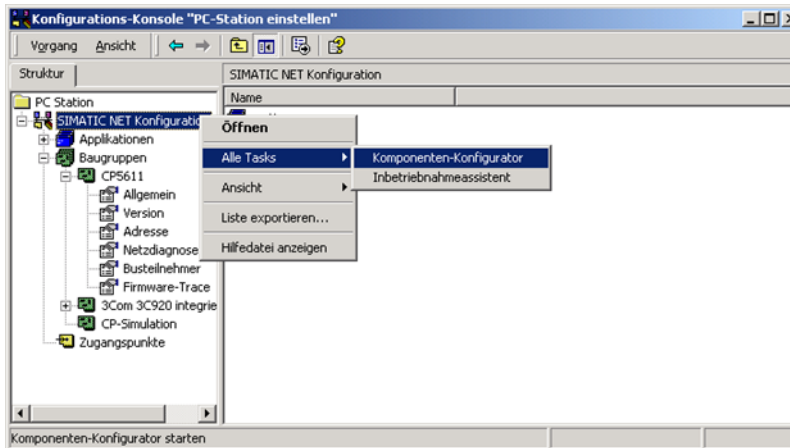 Konfigurations-Konsole "PC-Station einstellen"
Vorgang Ansicht
Struktur
SIMATIC NET Konfiguration
PC Station
SIMATIC NET Konfiguratio
Applikationen
Baugruppen
CP5611
Allgemein
Version
Adresse
Netzdiagnose
Busteilnehmer
Firmware-Trace
3Com 3C920 integrie
CP-Simulation
Zugangspunkte
Name
Öffnen
Alle Tasks
Ansicht
Liste exportieren...
Hilfedatei anzeigen
Komponenten-Konfigurator
Inbetriebnahmeassistent
Komponenten-Konfigurator starten